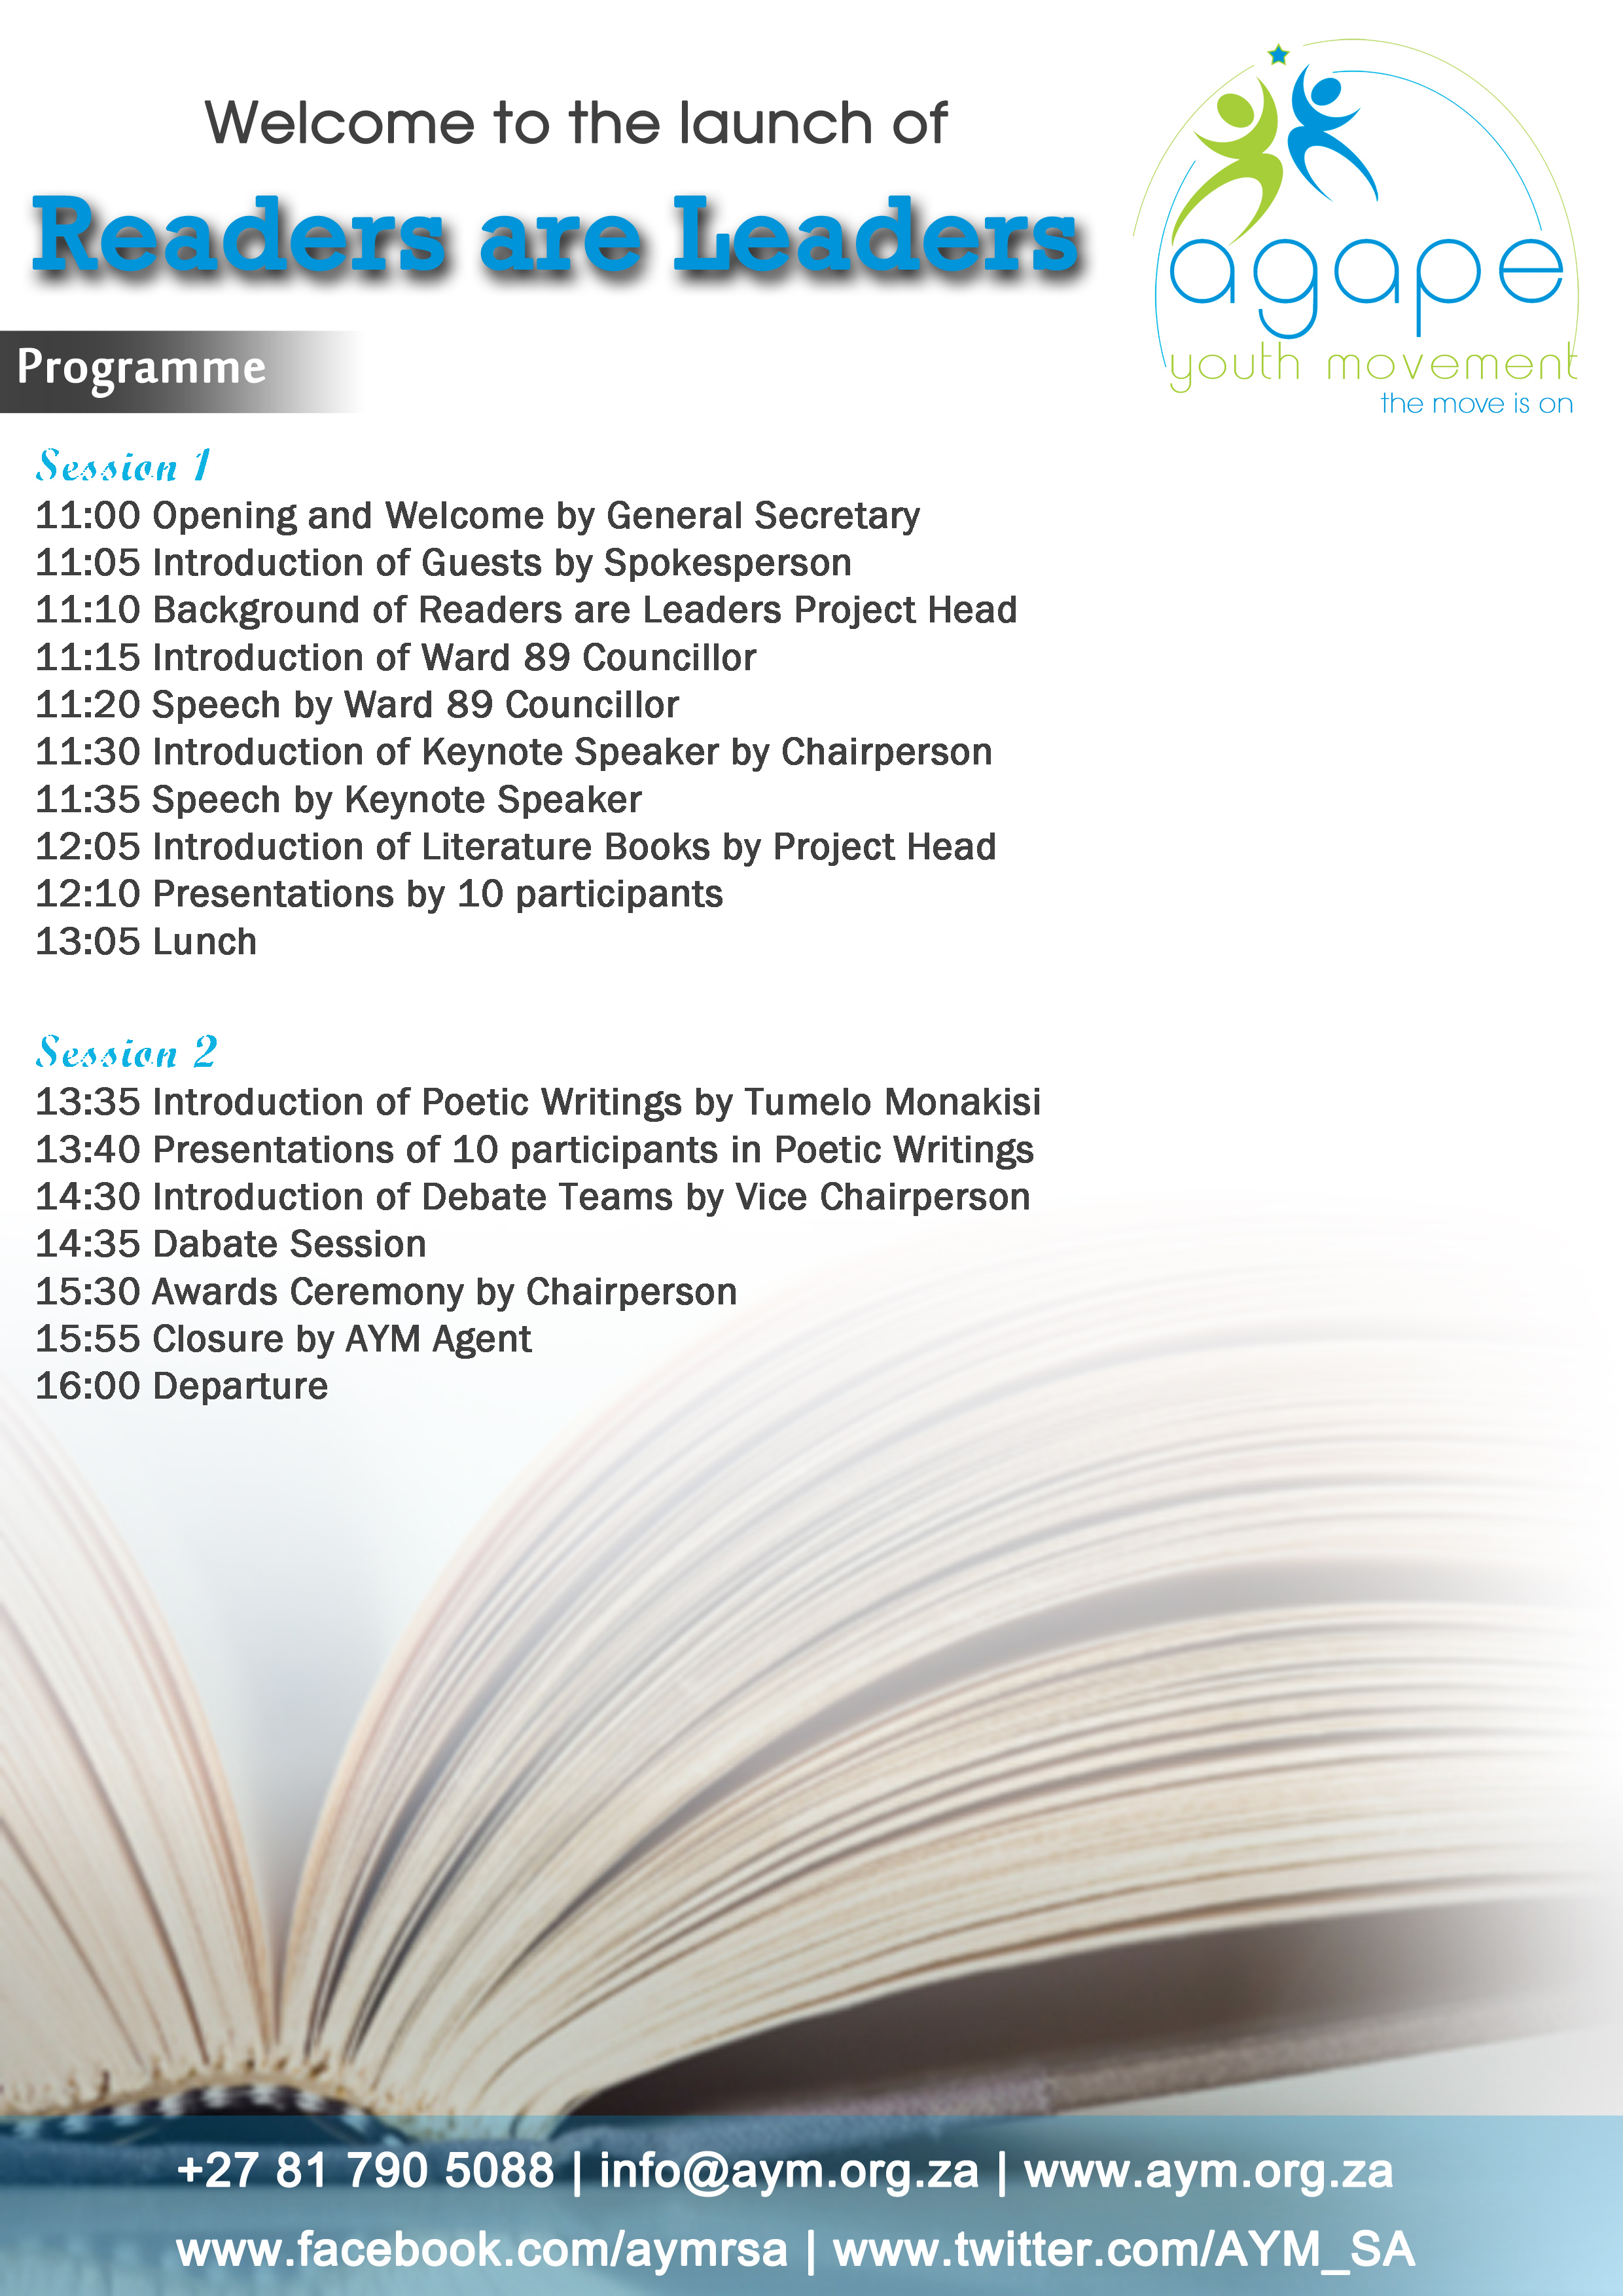 Welcome to the launch of
Readers are Leaders
agape
youth movement
the move is on
Programme
Session 1
11:00 Opening and Welcome by General Secretary
11:05 Introduction of Guests by Spokesperson
11:10 Background of Readers are Leaders Project Head
11:15 Introduction of Ward 89 Councillor
11:20 Speech by Ward 89 Councillor
11:30 Introduction of Keynote Speaker by Chairperson
11:35 Speech by Keynote Speaker
12:05 Introduction of Literature Books by Project Head
12:10 Presentations by 10 participants
13:05 Lunch
Session 2
13:35 Introduction of Poetic Writings by Tumelo Monakisi
13:40 Presentations of 10 participants in Poetic Writings
14:30 Introduction of Debate Teams by Vice Chairperson
14:35 Dabate Session
15:30 Awards Ceremony by Chairperson
15:55 Closure by AYM Agent
16:00 Departure
+27 81 790 5088 | info@aym.org.za | www.aym.org.za
www.facebook.com/aymrsa | www.twitter.com/AYM_SA